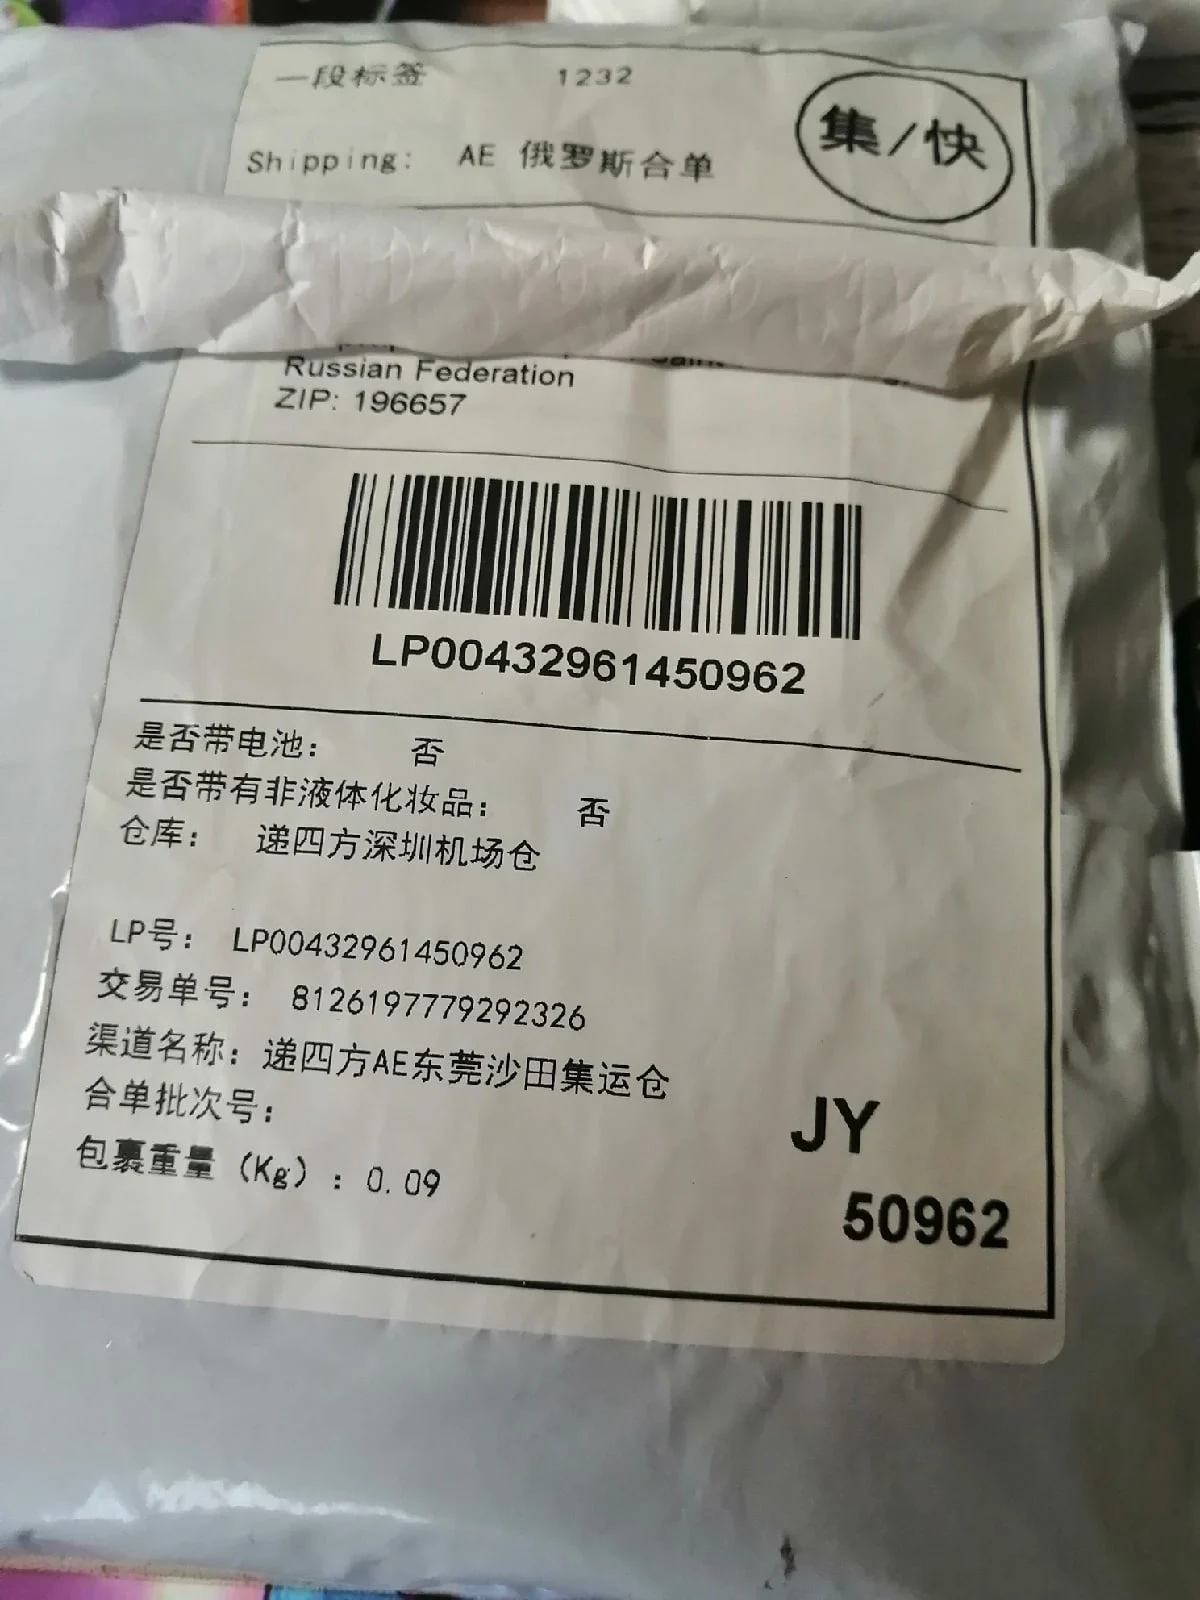 一段标签 1232
集/快
Shipping: AE 俄罗斯合单
Russian Federation
ZIP: 196657
LP00432961450962
是否带电池： 否
是否带有非液体化妆品： 否
仓库： 递四方深圳机场仓
LP号： LP00432961450962
交易单号： 8126197779292326
渠道名称：递四方AE东莞沙田集运仓
合单批次号：
包裹重量（Kg）：0.09
JY
50962